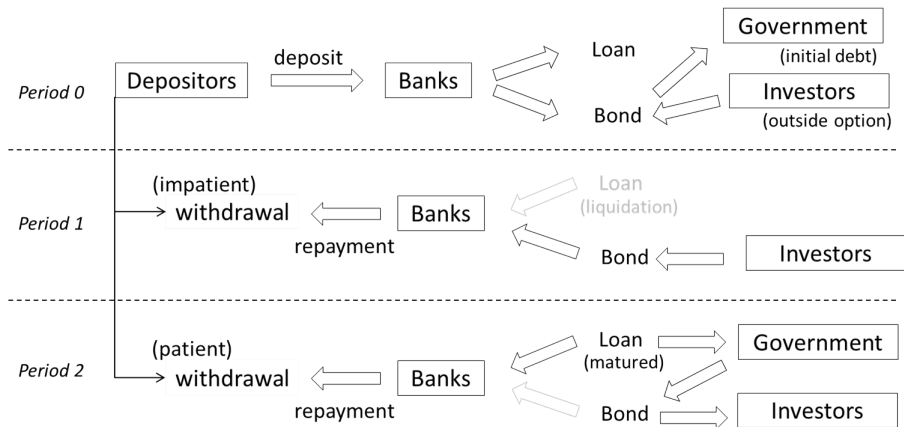 Government
deposit
Loan
(initial debt)
Period 0
Depositors
Banks
Investors
Bond
(outside option)
(impatient)
Loan
(liquidation)
Period 1
withdrawal
Banks
repayment
Bond
Investors
(patient)
Loan
(matured)
Government
Period 2
withdrawal
Banks
repayment
Bond
Investors